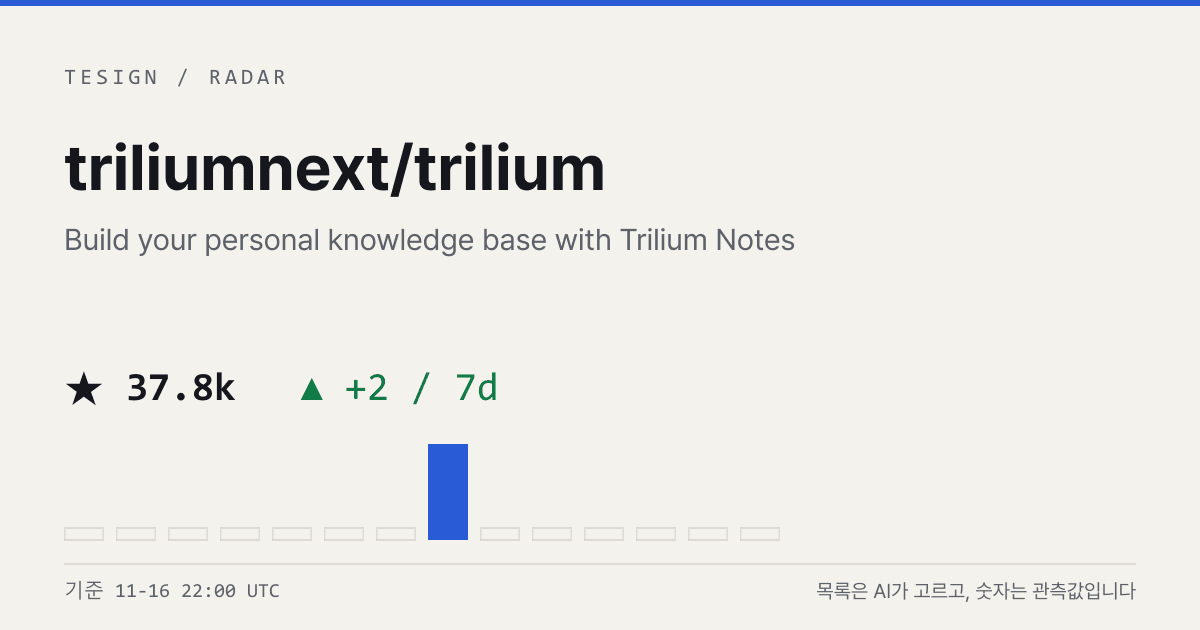 TESIGN / RADAR
triliumnext/trilium
Build your personal knowledge base with Trilium Notes
★ 37.8k ▲ +2 / 7d
기준 11-16 22:00 UTC
목록은 AI가 고르고, 숫자는 관측값입니다